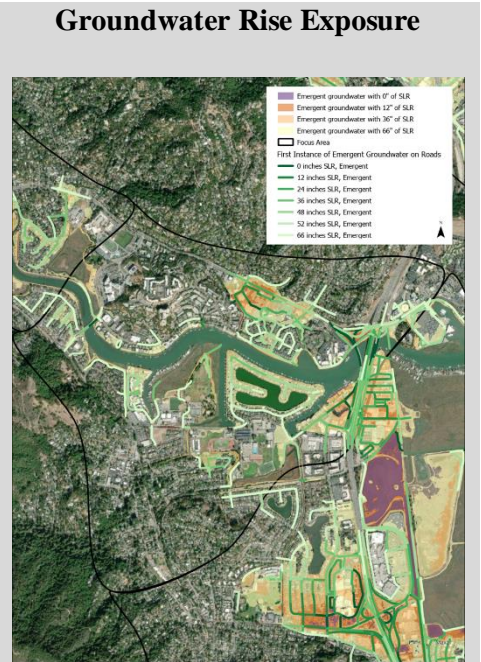 Groundwater Rise Exposure
Emergent groundwater with 0" of SLR
Emergent groundwater with 12" of SLR
Emergent groundwater with 36" of SLR
Emergent groundwater with 66" of SLR
Focus Area
First Instance of Emergent Groundwater on Roads
0 inches SLR, Emergent
12 inches SLR, Emergent
24 inches SLR, Emergent
36 inches SLR, Emergent
48 inches SLR, Emergent
52 inches SLR, Emergent
66 inches SLR, Emergent
N